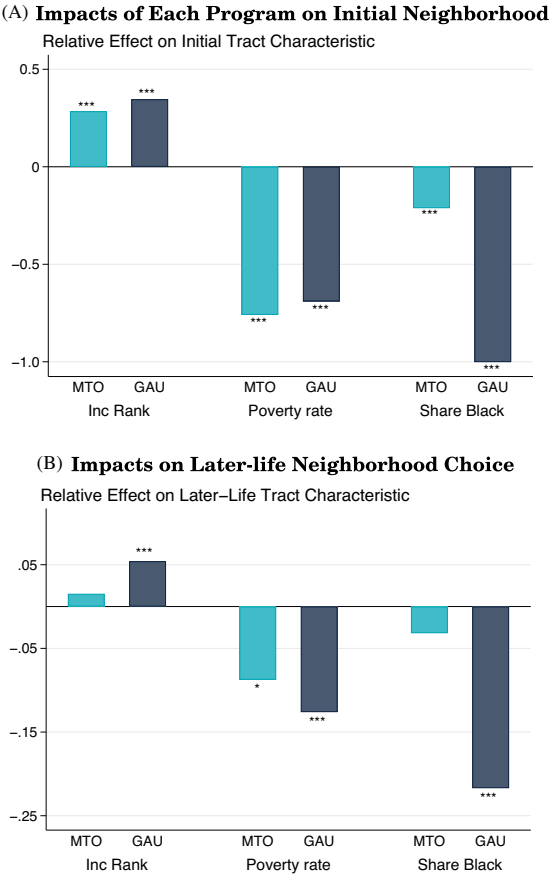 (A) Impacts of Each Program on Initial Neighborhood
Relative Effect on Initial Tract Characteristic
0.5
***
***
0
***
−0.5
***
***
−1.0
***
MTO GAU MTO GAU MTO GAU
Inc Rank Poverty rate Share Black
(B) Impacts on Later-life Neighborhood Choice
Relative Effect on Later−Life Tract Characteristic
***
.05
−.05
*
***
−.15
***
−.25
MTO GAU MTO GAU MTO GAU
Inc Rank Poverty rate Share Black